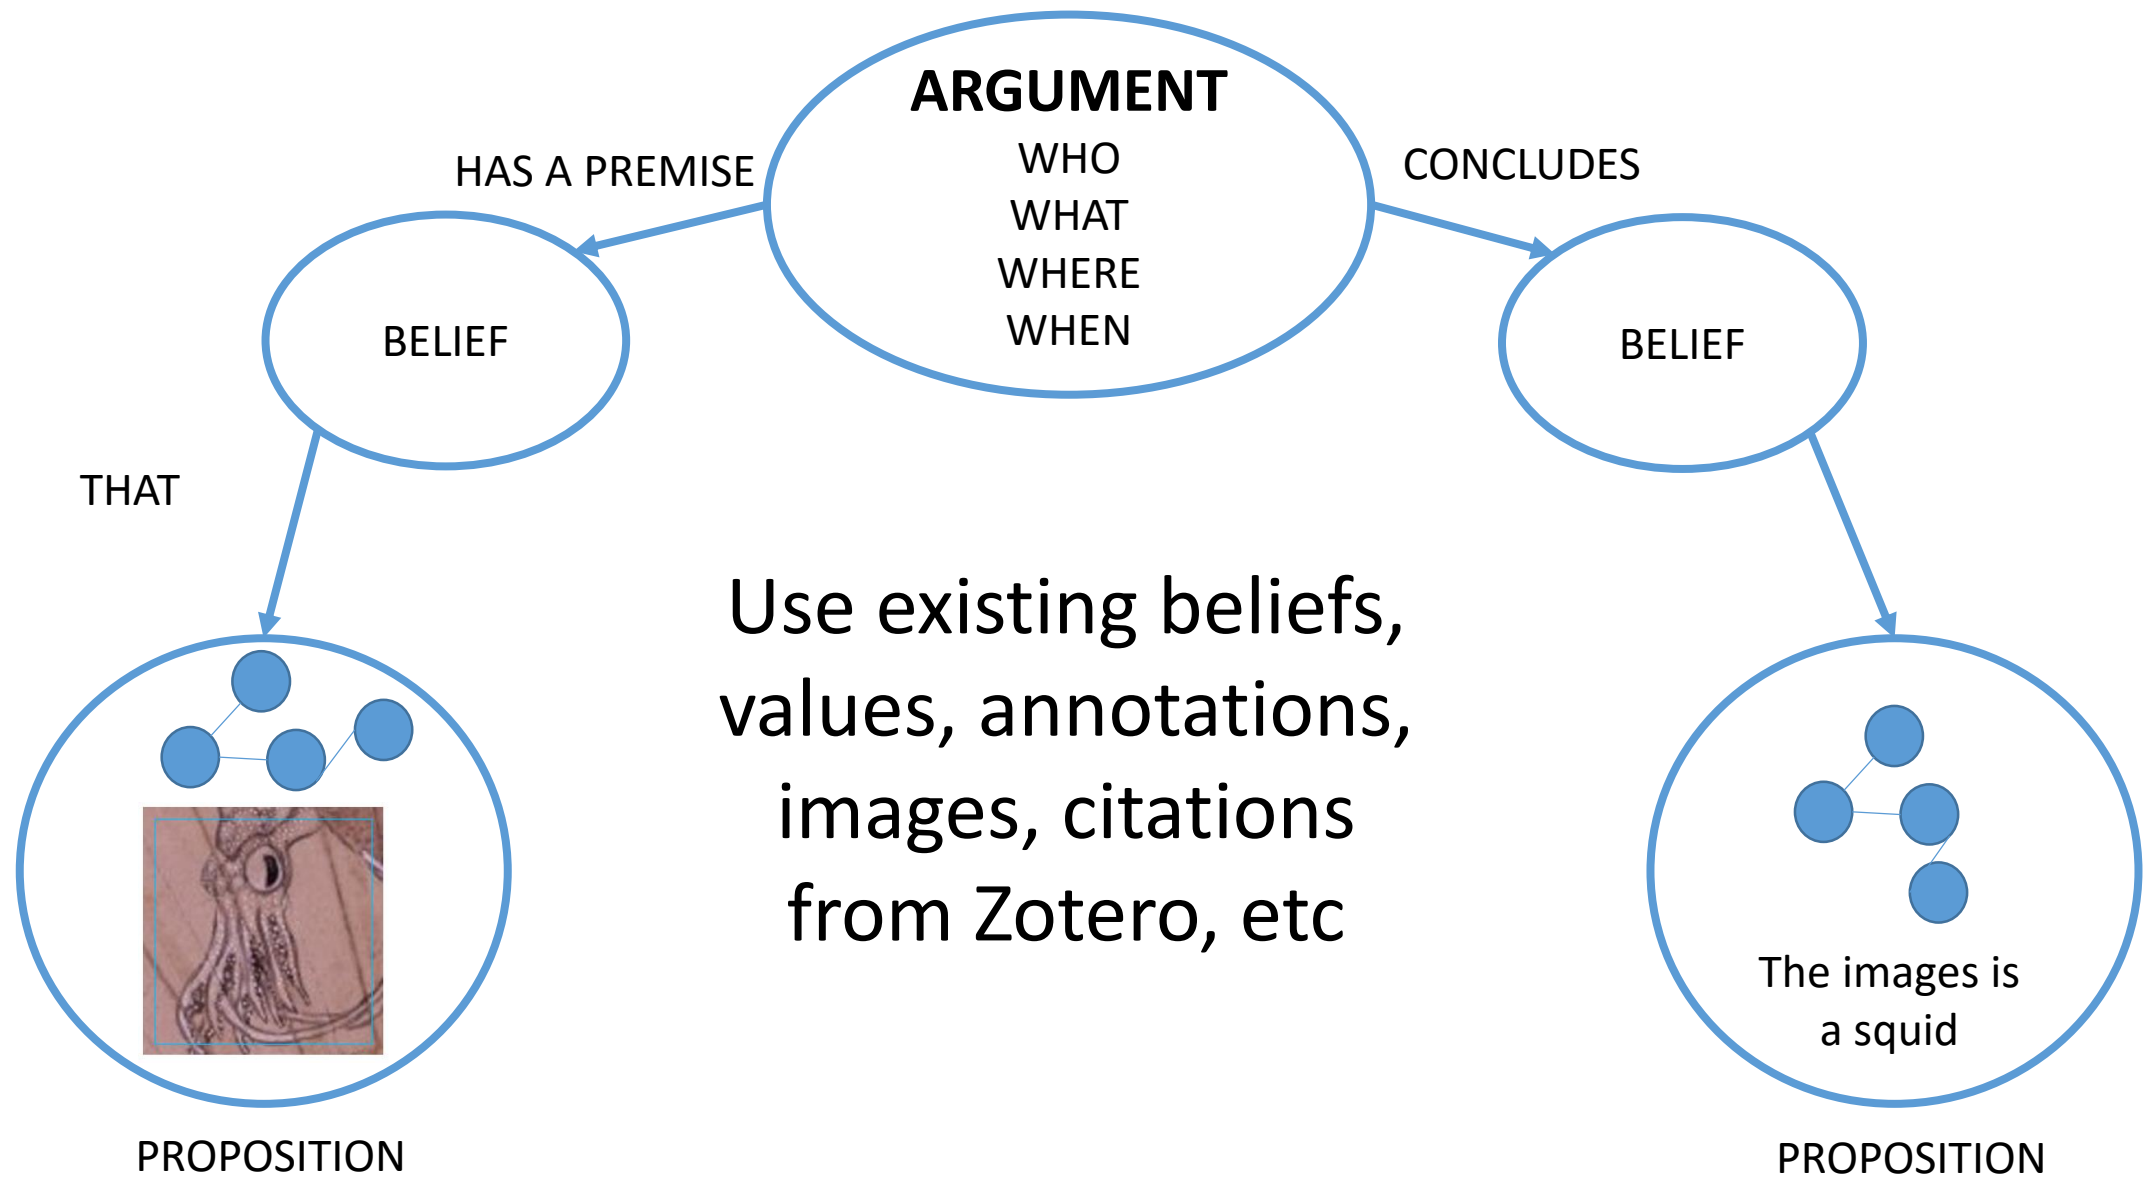 ARGUMENT
WHO
WHAT
WHERE
WHEN
HAS A PREMISE
CONCLUDES
BELIEF
BELIEF
THAT
Use existing beliefs,
values, annotations,
images, citations
from Zotero, etc
The images is
a squid
PROPOSITION
PROPOSITION